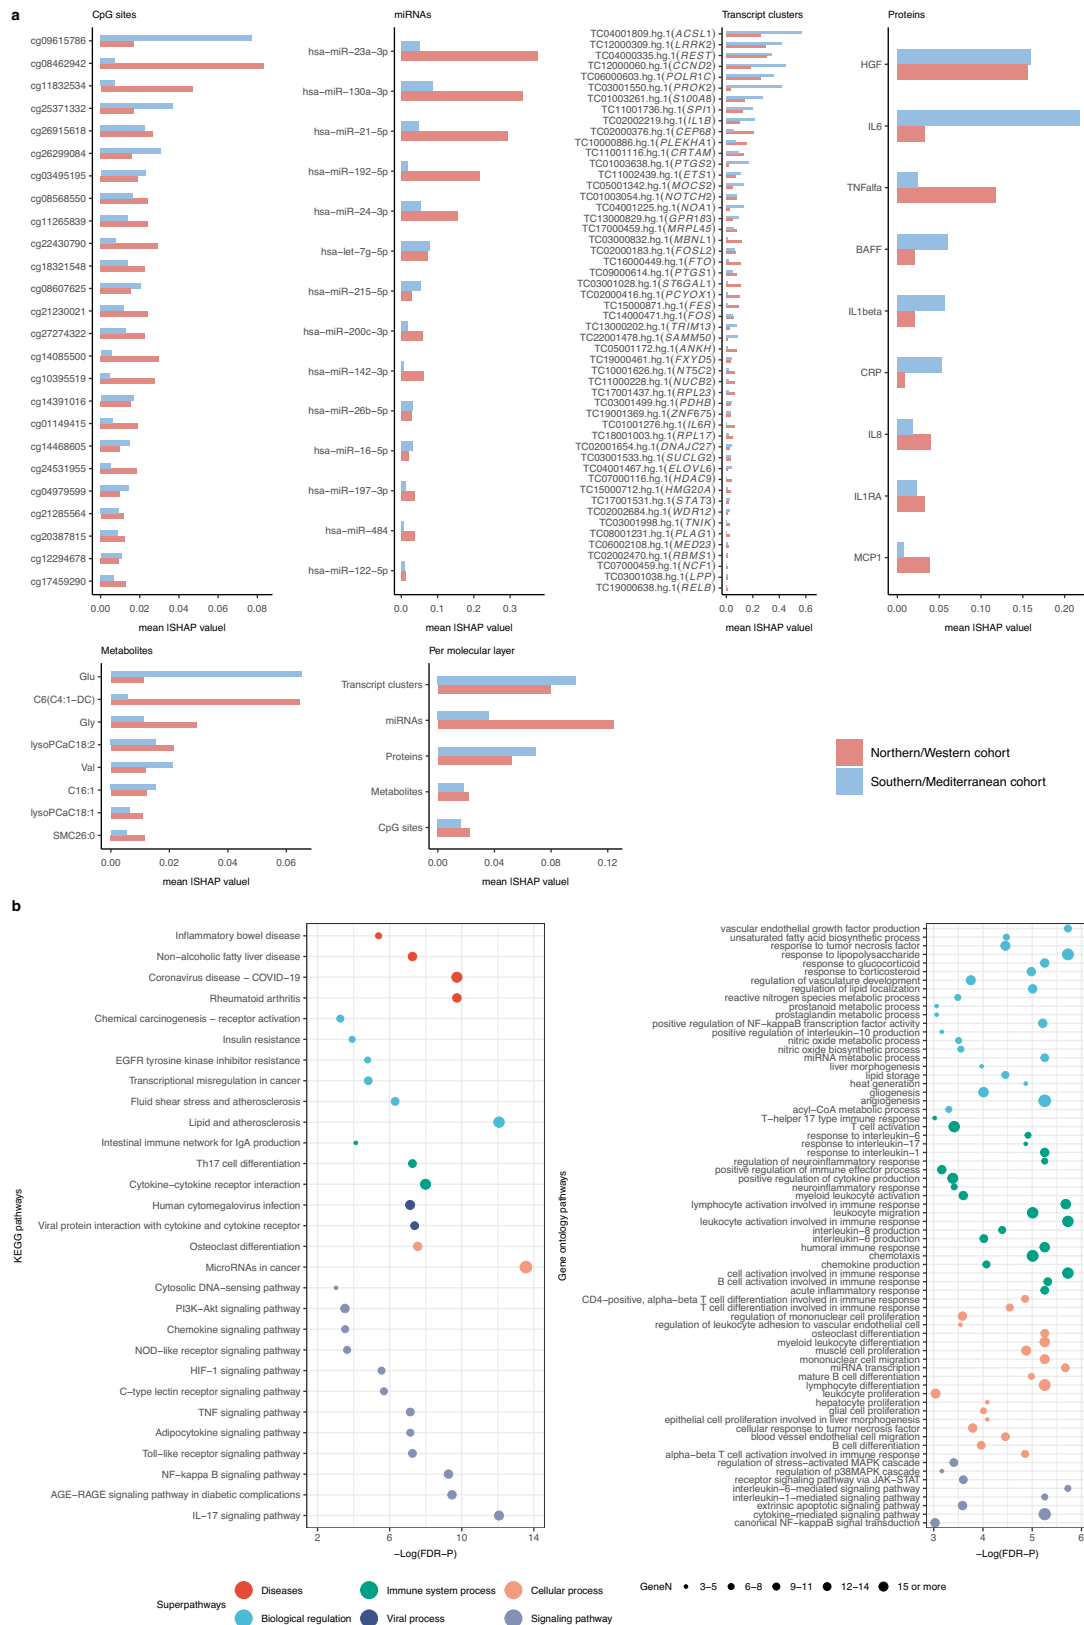 a
CpG sites
cg09615786
cg08462942
cg11832534
cg25371332
cg26915618
cg26299084
cg03495195
cg08568550
cg11265839
cg22430790
cg18321548
cg08607625
cg21230021
cg27274322
cg14085500
cg10395519
cg14391016
cg01149415
cg14468605
cg24531955
cg04979599
cg21285564
cg20387815
cg12294678
cg17459290
0.00 0.02 0.04 0.06 0.08
mean |SHAP value|
miRNAs
hsa-miR-23a-3p
hsa-miR-130a-3p
hsa-miR-21-5p
hsa-miR-192-5p
hsa-miR-24-3p
hsa-let-7g-5p
hsa-miR-215-5p
hsa-miR-200c-3p
hsa-miR-142-3p
hsa-miR-26b-5p
hsa-miR-16-5p
hsa-miR-197-3p
hsa-miR-484
hsa-miR-122-5p
0.0 0.1 0.2 0.3
mean |SHAP value|
Transcript clusters
TC04001809.hg.1(ACSL1)
TC12000309.hg.1(LRRK2)
TC04000335.hg.1(REST)
TC12000060.hg.1(CCND2)
TC06000603.hg.1(POLR1C)
TC03001550.hg.1(PROK2)
TC01003261.hg.1(S100A8)
TC11001736.hg.1(SPI1)
TC02002219.hg.1(IL1B)
TC02000376.hg.1(CEP68)
TC10000886.hg.1(PLEKHA1)
TC11001116.hg.1(CRTAM)
TC01003638.hg.1(PTGS2)
TC11002439.hg.1(ETS1)
TC05001342.hg.1(MOCS2)
TC01003054.hg.1(NOTCH2)
TC04001225.hg.1(NOA1)
TC13000829.hg.1(GPR183)
TC17000459.hg.1(MRPL45)
TC03000832.hg.1(MBNL1)
TC02000183.hg.1(FOSL2)
TC16000449.hg.1(FTO)
TC09000614.hg.1(PTGS1)
TC03001028.hg.1(ST6GAL1)
TC02000416.hg.1(PCYOX1)
TC15000871.hg.1(FES)
TC14000471.hg.1(FOS)
TC13000202.hg.1(TRIM13)
TC22001478.hg.1(SAMM50)
TC05001172.hg.1(ANKH)
TC19000461.hg.1(FXYD5)
TC10001626.hg.1(NT5C2)
TC11000228.hg.1(NUCB2)
TC17001437.hg.1(RPL23)
TC03001499.hg.1(PDHB)
TC19001369.hg.1(ZNF675)
TC01001276.hg.1(IL6R)
TC18001003.hg.1(RPL17)
TC02001654.hg.1(DNAJC27)
TC03001533.hg.1(SUCLG2)
TC04001467.hg.1(ELOVL6)
TC07000116.hg.1(HDAC9)
TC15000712.hg.1(HMG20A)
TC17001531.hg.1(STAT3)
TC02002684.hg.1(WDR12)
TC03001998.hg.1(TNIK)
TC08001231.hg.1(PLAG1)
TC06002108.hg.1(MED23)
TC02002470.hg.1(RBMS1)
TC07000459.hg.1(NCF1)
TC03001038.hg.1(LPP)
TC19000638.hg.1(RELB)
0.0 0.2 0.4 0.6
mean |SHAP value|
Proteins
HGF
IL6
TNFalfa
BAFF
IL1beta
CRP
IL8
IL1RA
MCP1
0.00 0.05 0.10 0.15 0.20
mean |SHAP value|
Metabolites
Glu
C6(C4:1-DC)
Gly
lysoPCaC18:2
Val
C16:1
lysoPCaC18:1
SMC26:0
0.00 0.02 0.04 0.06
mean |SHAP value|
Per molecular layer
Transcript clusters
miRNAs
Proteins
Metabolites
CpG sites
0.00 0.04 0.08 0.12
mean |SHAP value|
Northern/Western cohort
Southern/Mediterranean cohort
b
KEGG pathways
Inflammatory bowel disease
Non-alcoholic fatty liver disease
Coronavirus disease - COVID-19
Rheumatoid arthritis
Chemical carcinogenesis - receptor activation
Insulin resistance
EGFR tyrosine kinase inhibitor resistance
Transcriptional misregulation in cancer
Fluid shear stress and atherosclerosis
Lipid and atherosclerosis
Intestinal immune network for IgA production
Th17 cell differentiation
Cytokine-cytokine receptor interaction
Human cytomegalovirus infection
Viral protein interaction with cytokine and cytokine receptor
Osteoclast differentiation
MicroRNAs in cancer
Cytosolic DNA-sensing pathway
PI3K-Akt signaling pathway
Chemokine signaling pathway
NOD-like receptor signaling pathway
HIF-1 signaling pathway
C-type lectin receptor signaling pathway
TNF signaling pathway
Adipocytokine signaling pathway
Toll-like receptor signaling pathway
NF-kappa B signaling pathway
AGE-RAGE signaling pathway in diabetic complications
IL-17 signaling pathway
2 6 10 14
-Log(FDR-P)
Gene ontology pathways
vascular endothelial growth factor production
unsaturated fatty acid biosynthetic process
response to tumor necrosis factor
response to lipopolysaccharide
response to glucocorticoid
response to corticosteroid
regulation of vasculature development
regulation of lipid localization
reactive nitrogen species metabolic process
prostanoid metabolic process
prostaglandin metabolic process
positive regulation of NF-kappaB transcription factor activity
positive regulation of interleukin-10 production
nitric oxide metabolic process
nitric oxide biosynthetic process
miRNA metabolic process
liver morphogenesis
lipid storage
heat generation
gliogenesis
angiogenesis
acyl-CoA metabolic process
T-helper 17 type immune response
T cell activation
response to interleukin-6
response to interleukin-17
response to interleukin-1
regulation of neuroinflammatory response
positive regulation of immune effector process
positive regulation of cytokine production
neuroinflammatory response
myeloid leukocyte activation
lymphocyte activation involved in immune response
leukocyte migration
leukocyte activation involved in immune response
interleukin-8 production
interleukin-6 production
humoral immune response
chemotaxis
chemokine production
cell activation involved in immune response
B cell activation involved in immune response
acute inflammatory response
CD4-positive, alpha-beta T cell differentiation involved in immune response
T cell differentiation involved in immune response
regulation of mononuclear cell proliferation
regulation of leukocyte adhesion to vascular endothelial cell
osteoclast differentiation
myeloid leukocyte differentiation
muscle cell proliferation
mononuclear cell migration
miRNA transcription
mature B cell differentiation
lymphocyte differentiation
leukocyte proliferation
hepatocyte proliferation
glial cell proliferation
epithelial cell proliferation involved in liver morphogenesis
cellular response to tumor necrosis factor
blood vessel endothelial cell migration
B cell differentiation
alpha-beta T cell activation involved in immune response
regulation of stress-activated MAPK cascade
regulation of p38MAPK cascade
receptor signaling pathway via JAK-STAT
interleukin-6-mediated signaling pathway
interleukin-1-mediated signaling pathway
extrinsic apoptotic signaling pathway
cytokine-mediated signaling pathway
canonical NF-kappaB signal transduction
3 4 5 6
-Log(FDR-P)
Superpathways
Diseases
Immune system process
Cellular process
Biological regulation
Viral process
Signaling pathway
GeneN 3-5 6-8 9-11 12-14 15 or more